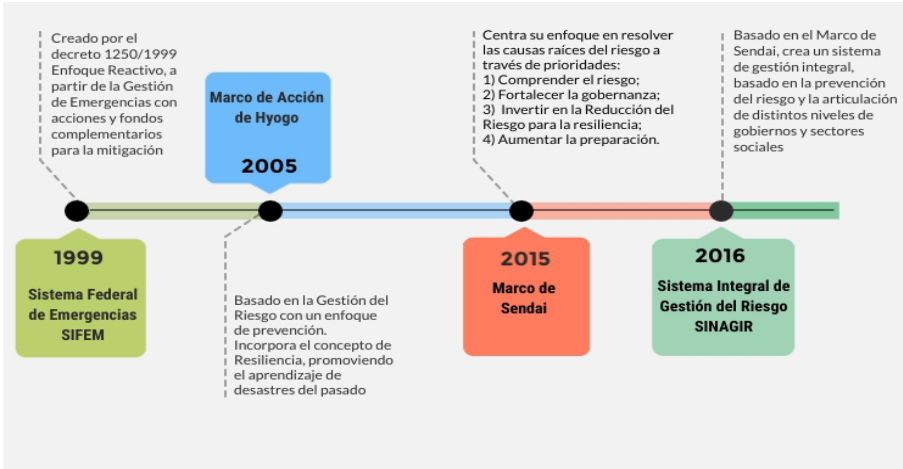 Creado por el
decreto 1250/1999
Enfoque Reactivo, a
partir de la Gestión
de Emergencias con
acciones y fondos
complementarios
para la mitigación
1999
Sistema Federal
de Emergencias
SIFEM
Marco de Acción
de Hyogo
2005
Basado en la Gestión del
Riesgo con un enfoque
de prevención.
Incorpora el concepto de
Resiliencia, promoviendo
el aprendizaje de
desastres del pasado
Centra su enfoque en resolver
las causas raíces del riesgo a
través de prioridades:
1) Comprender el riesgo;
2) Fortalecer la gobernanza;
3) Invertir en la Reducción del
Riesgo para la resiliencia;
4) Aumentar la preparación.
2015
Marco de
Sendai
Basado en el Marco de
Sendai, crea un sistema
de gestión integral,
basado en la prevención
del riesgo y la articulación
de distintos niveles de
gobiernos y sectores
sociales
2016
Sistema Integral de
Gestión del Riesgo
SINAGIR